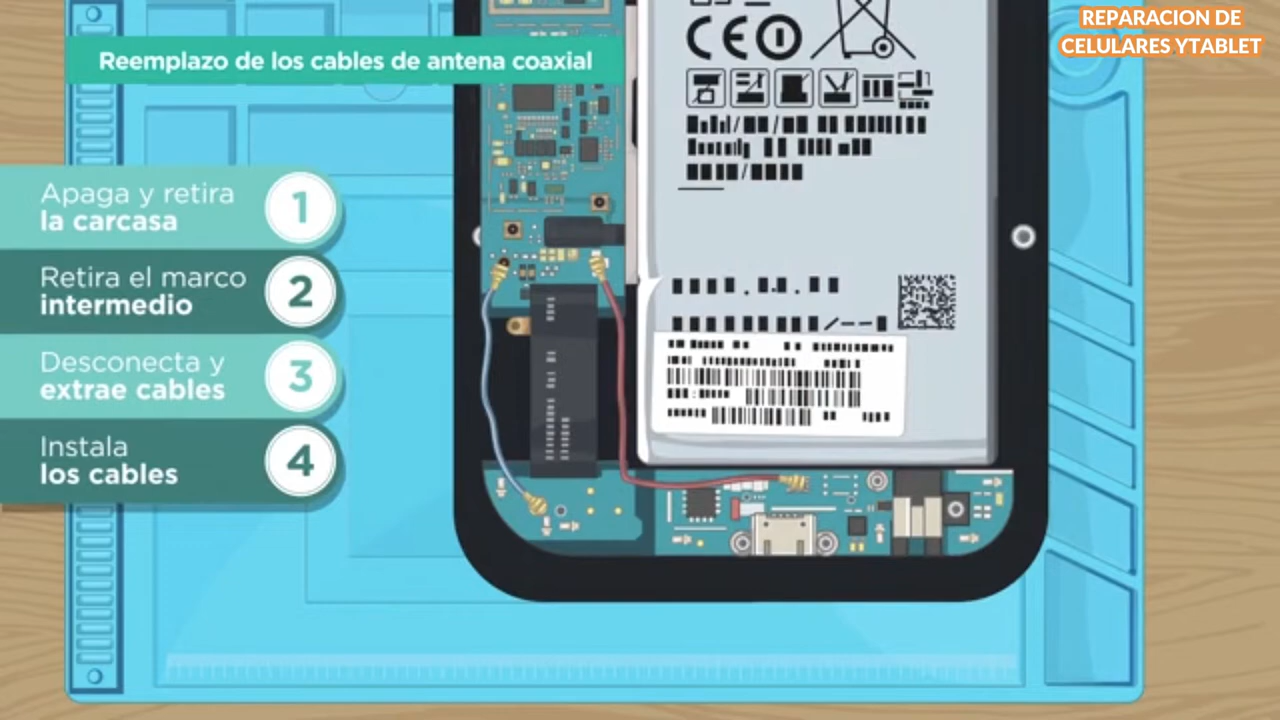 REPARACION DE
CELULARES YTABLET
Reemplazo de los cables de antena coaxial
Apaga y retira
la carcasa
1
Retira el marco
intermedio
2
Desconecta y
extrae cables
3
Instala
los cables
4